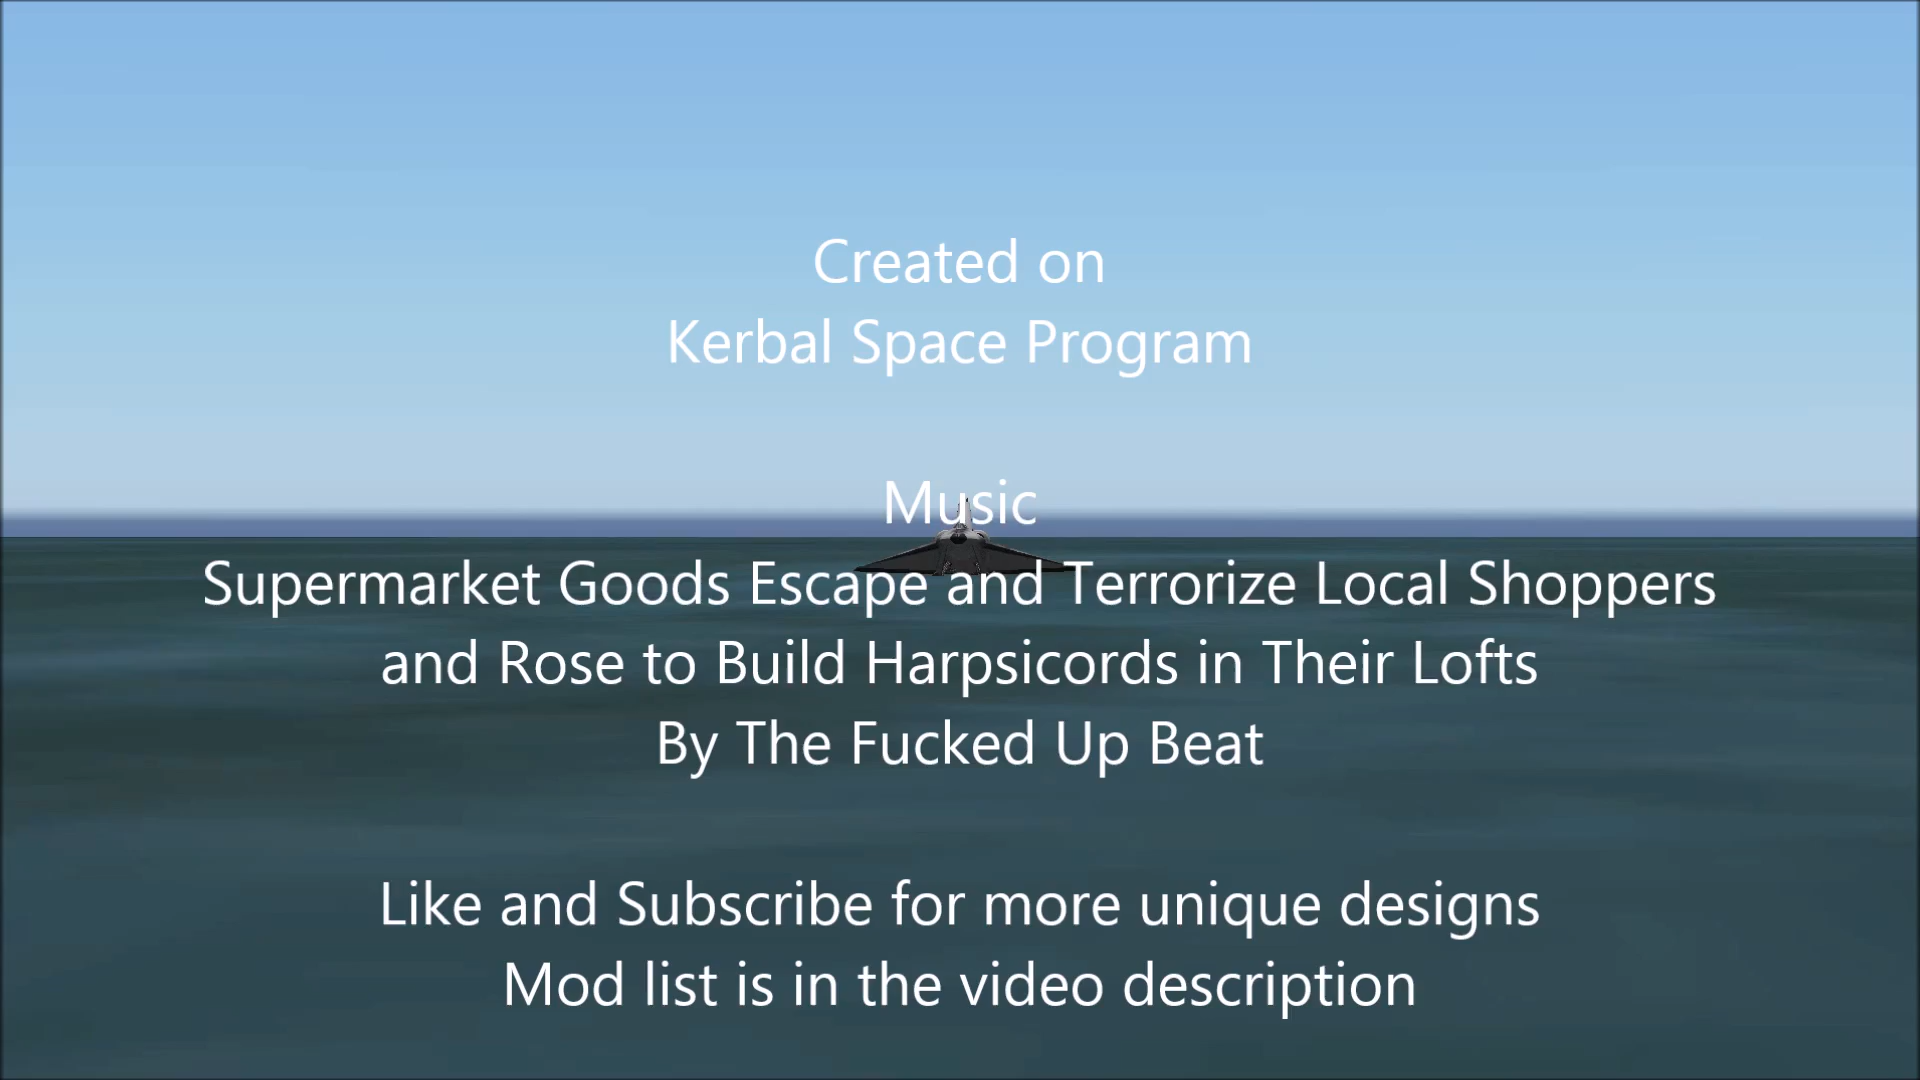 Created on
Kerbal Space Program
Music
Supermarket Goods Escape and Terrorize Local Shoppers
and Rose to Build Harpsicords in Their Lofts
By The Fucked Up Beat
Like and Subscribe for more unique designs
Mod list is in the video description